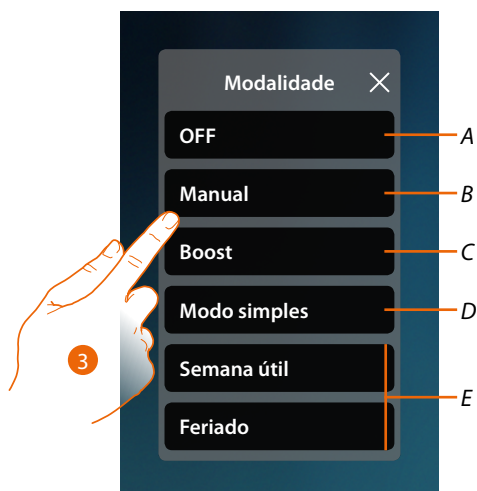 Modalidade
OFF
A
Manual
B
Boost
C
Modo simples
D
Semana útil
E
Feriado
3